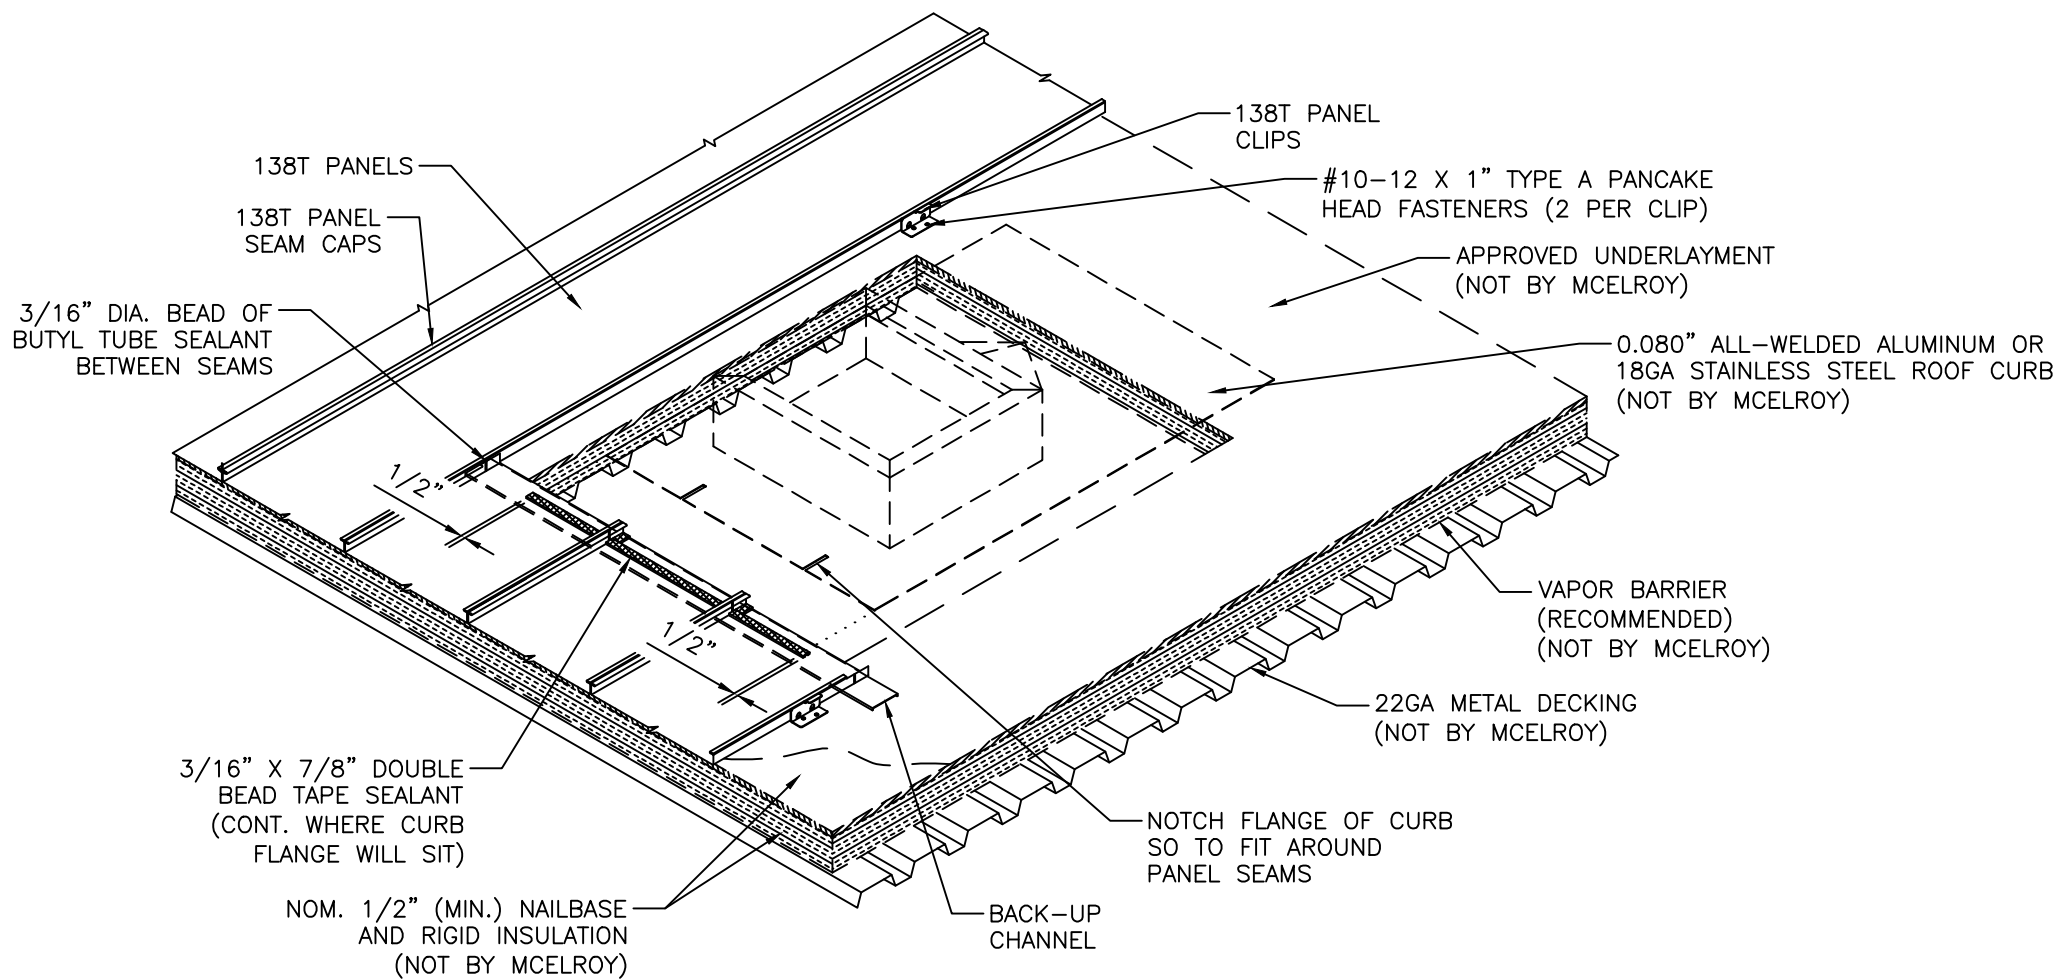 138T PANELS
138T PANEL
SEAM CAPS
3/16” DIA. BEAD OF
BUTYL TUBE SEALANT
BETWEEN SEAMS
138T PANEL
CLIPS
#10-12 X 1” TYPE A PANCAKE
HEAD FASTENERS (2 PER CLIP)
APPROVED UNDERLAYMENT
(NOT BY MCELROY)
0.080” ALL-WELDED ALUMINUM OR
18GA STAINLESS STEEL ROOF CURB
(NOT BY MCELROY)
1/2”
1/2”
VAPOR BARRIER
(RECOMMENDED)
(NOT BY MCELROY)
22GA METAL DECKING
(NOT BY MCELROY)
3/16” X 7/8” DOUBLE
BEAD TAPE SEALANT
(CONT. WHERE CURB
FLANGE WILL SIT)
NOTCH FLANGE OF CURB
SO TO FIT AROUND
PANEL SEAMS
NOM. 1/2” (MIN.) NAILBASE
AND RIGID INSULATION
(NOT BY MCELROY)
BACK-UP
CHANNEL